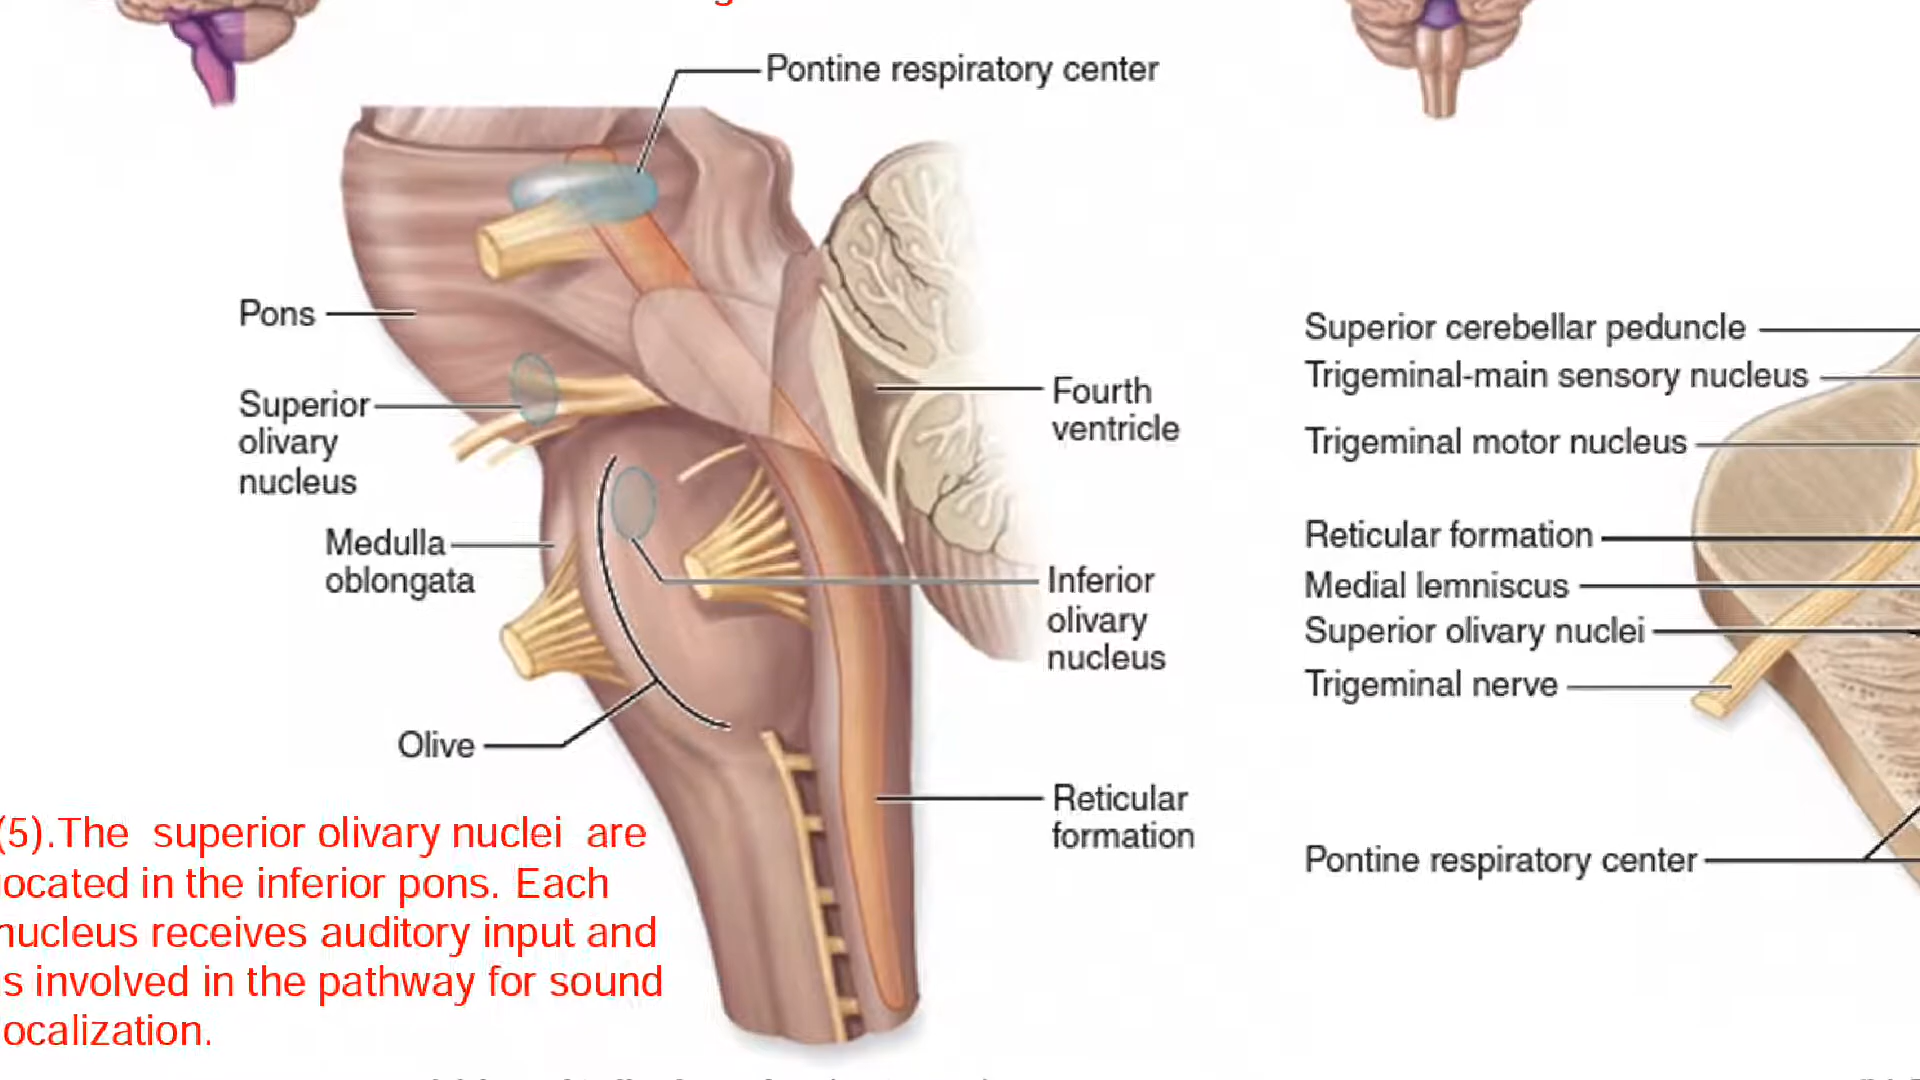 Pontine respiratory center
Pons
Superior
olivary
nucleus
Medulla
oblongata
Olive
Fourth
ventricle
Inferior
olivary
nucleus
Reticular
formation
(5).The superior olivary nuclei are
located in the inferior pons. Each
nucleus receives auditory input and
s involved in the pathway for sound
ocalization.
Superior cerebellar peduncle
Trigeminal-main sensory nucleus
Trigeminal motor nucleus
Reticular formation
Medial lemniscus
Superior olivary nuclei
Trigeminal nerve
Pontine respiratory center